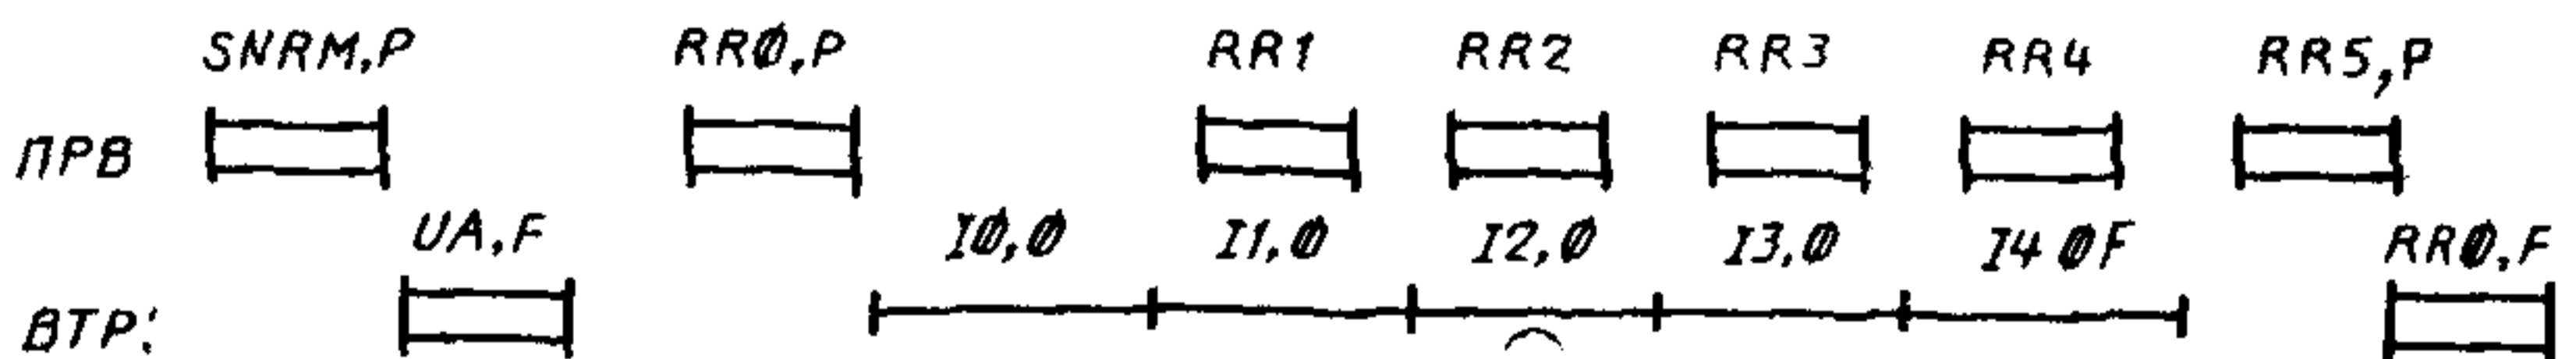 SNRM,P RRØ,P RR1 RR2 RR3 RR4 RR5,P
ПРВ
UA,F IØ,Ø I1,Ø I2,Ø I3,Ø I4 ØF RRØ,F
ВТР: